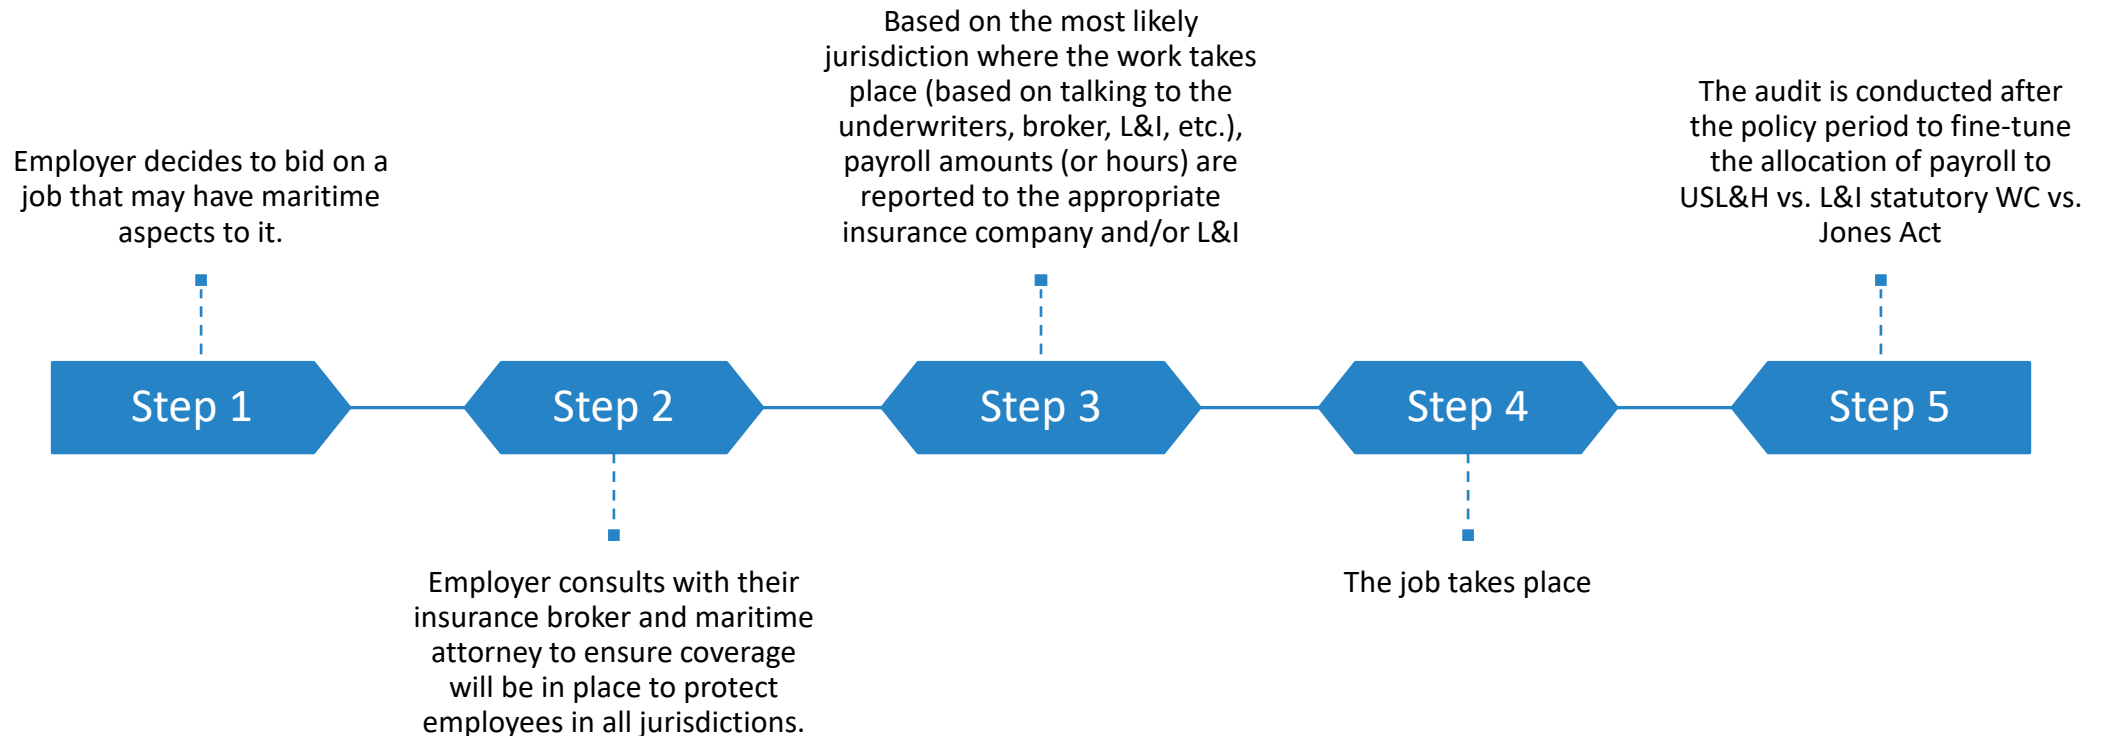 Employer decides to bid on a
job that may have maritime
aspects to it.
Step 1
Step 2
Employer consults with their
insurance broker and maritime
attorney to ensure coverage
will be in place to protect
employees in all jurisdictions.
Based on the most likely
jurisdiction where the work takes
place (based on talking to the
underwriters, broker, L&I, etc.),
payroll amounts (or hours) are
reported to the appropriate
insurance company and/or L&I
Step 3
Step 4
The job takes place
The audit is conducted after
the policy period to fine-tune
the allocation of payroll to
USL&H vs. L&I statutory WC vs.
Jones Act
Step 5